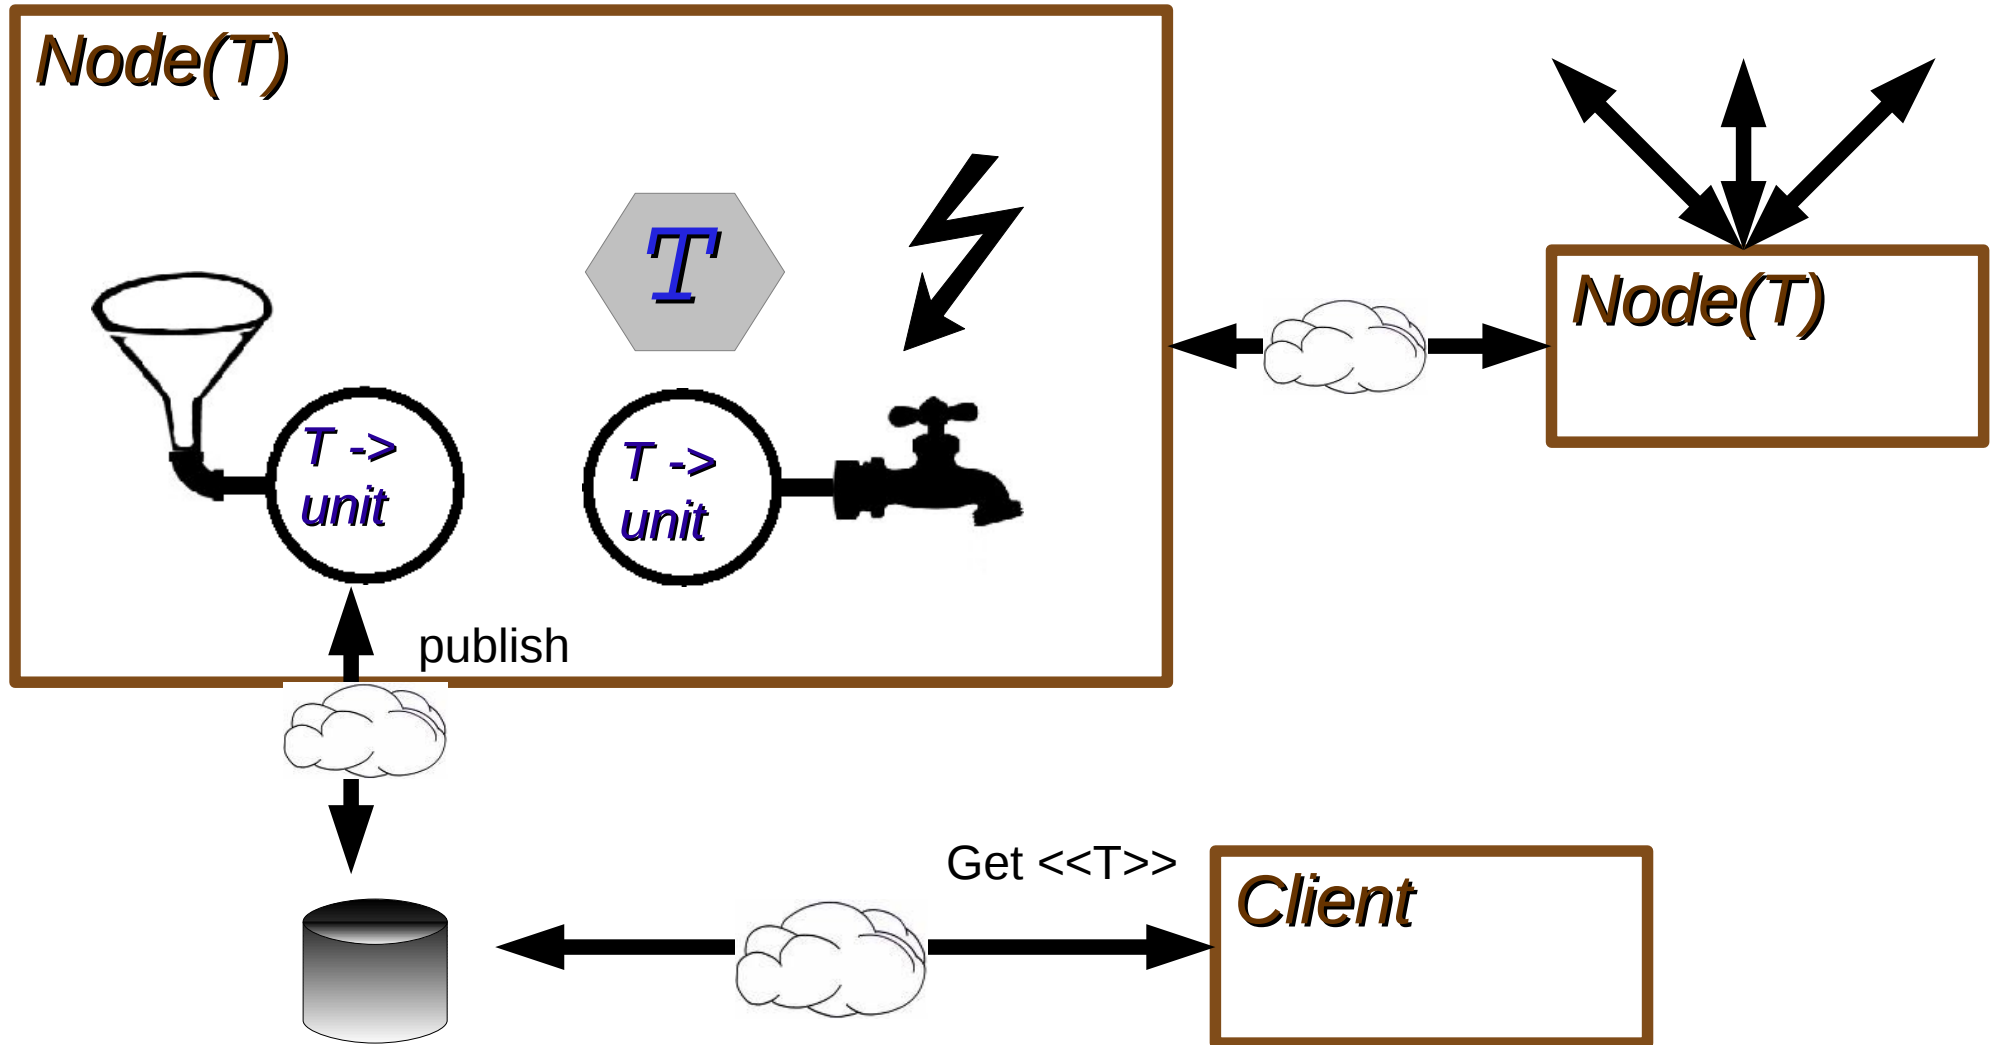 Node(T)
T
T ->
unit
T ->
unit
publish
Node(T)
Get <<T>>
Client